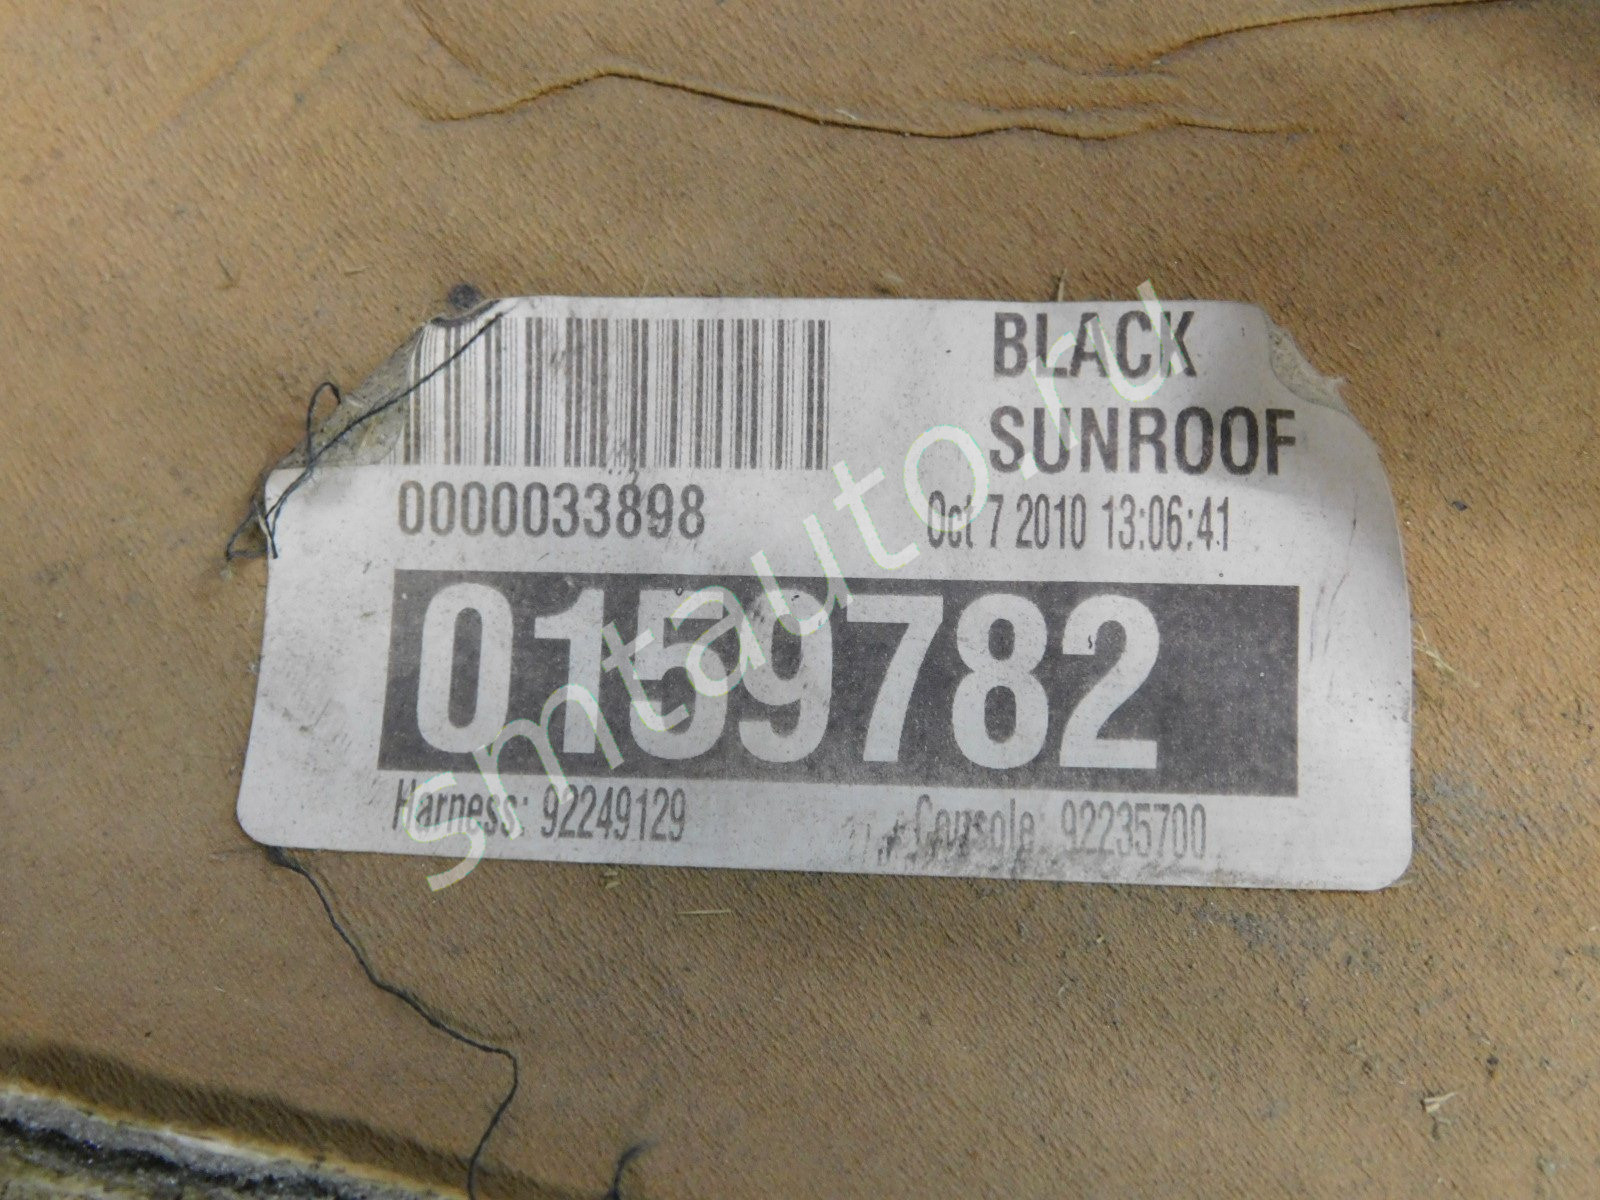 BLACK
SUNROOF
0000033898
Oct 7 2010 13:06:41
0159782
Harness: 92249129
Console: 92235700
smtauto.ru